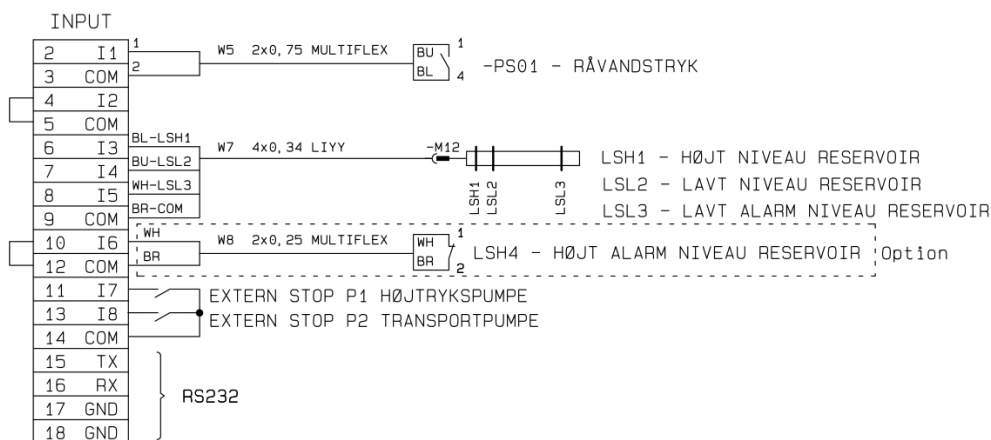 INPUT
2 I1 1 W5 2x0,75 MULTIFLEX BU 1
3 COM 2 BL 4 -PS01 - RÅVANDSTRYK
4 I2
5 COM
6 I3 BL-LSH1 W7 4x0,34 LIYY -M12 LSH1 - HØJT NIVEAU RESERVOIR
7 I4 BU-LSL2 LSH1 LSL2 LSL3 LSL2 - LAVT NIVEAU RESERVOIR
8 I5 WH-LSL3 LSL3 - LAVT ALARM NIVEAU RESERVOIR
9 COM BR-COM
10 I6 WH W8 2x0,25 MULTIFLEX WH 1 LSH4 - HØJT ALARM NIVEAU RESERVOIR Option
12 COM BR BR 2
11 I7 EXTERN STOP P1 HØJTRYKSPUMPE
13 I8 EXTERN STOP P2 TRANSPORTPUMPE
14 COM
15 TX
16 RX RS232
17 GND
18 GND